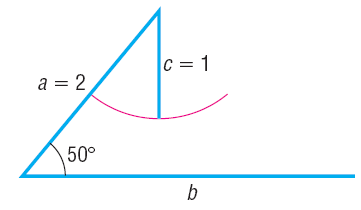 c = 1
a = 2
50°
b